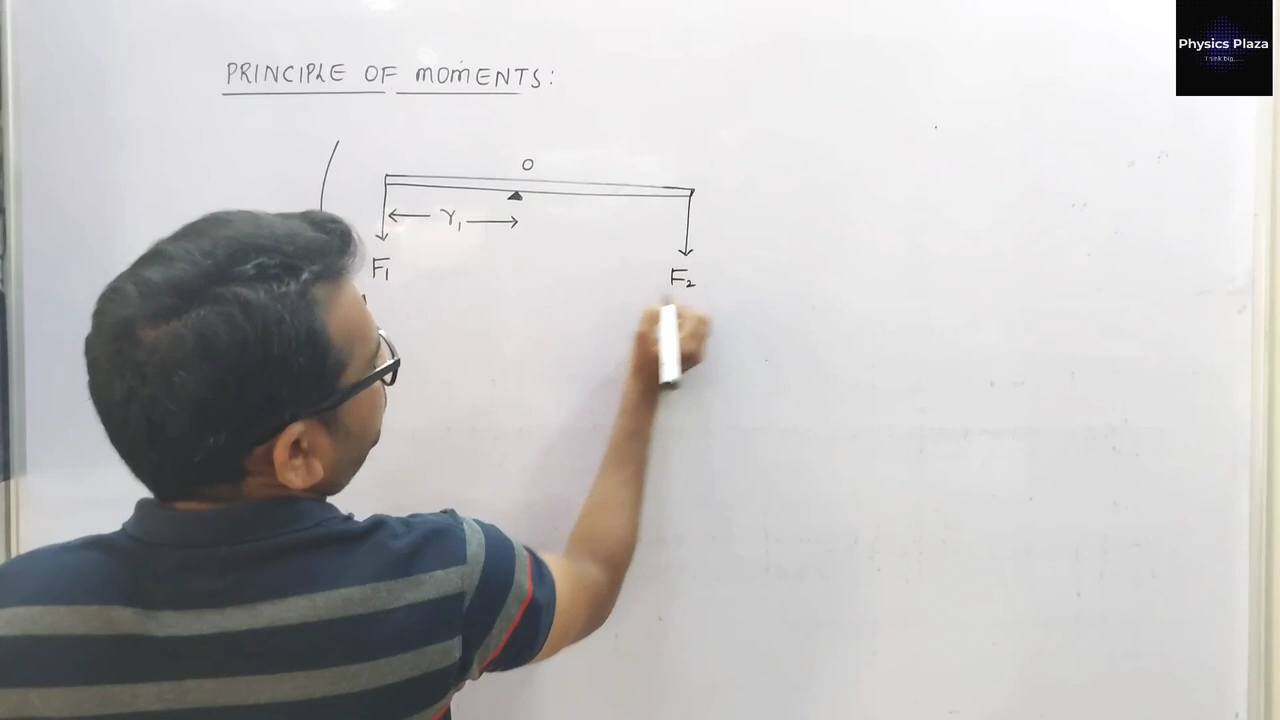 Physics Plaza
PRINCIPLE OF MOMENTS:
O
r₁
F₁
F₂